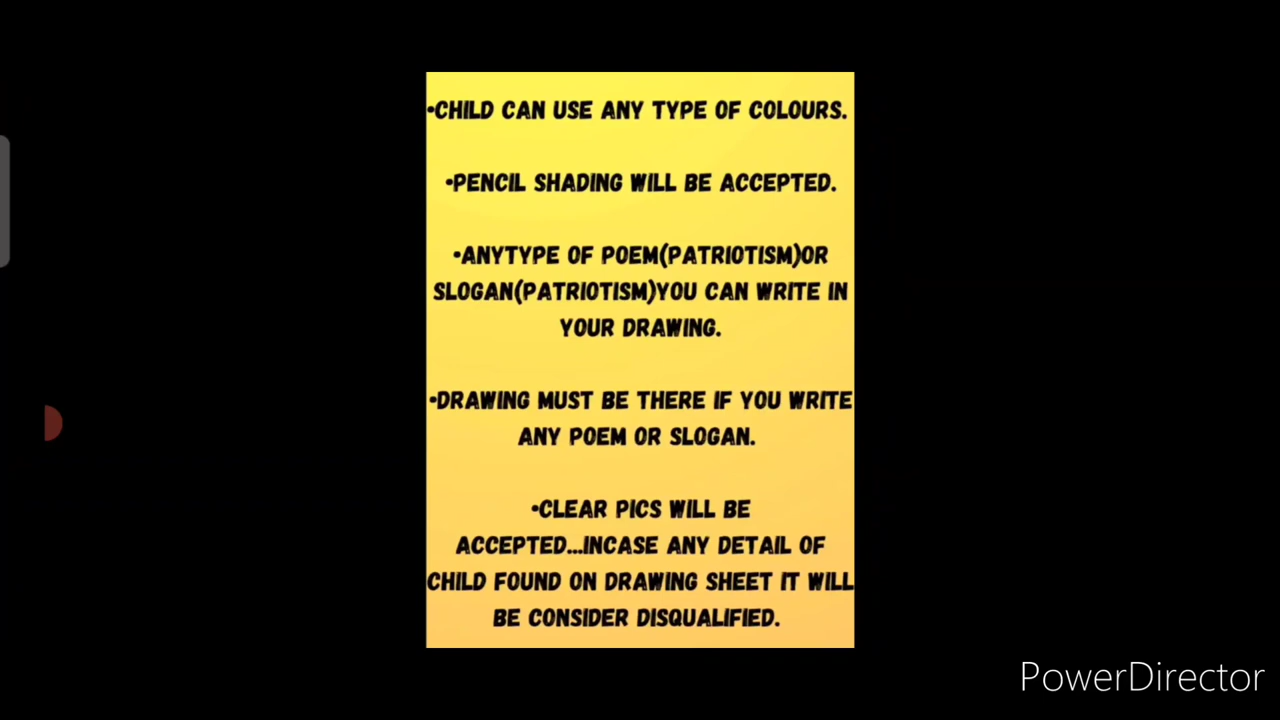 •CHILD CAN USE ANY TYPE OF COLOURS.
•PENCIL SHADING WILL BE ACCEPTED.
•ANYTYPE OF POEM(PATRIOTISM)OR
SLOGAN(PATRIOTISM)YOU CAN WRITE IN
YOUR DRAWING.
•DRAWING MUST BE THERE IF YOU WRITE
ANY POEM OR SLOGAN.
•CLEAR PICS WILL BE
ACCEPTED...INCASE ANY DETAIL OF
CHILD FOUND ON DRAWING SHEET IT WILL
BE CONSIDER DISQUALIFIED.
PowerDirector